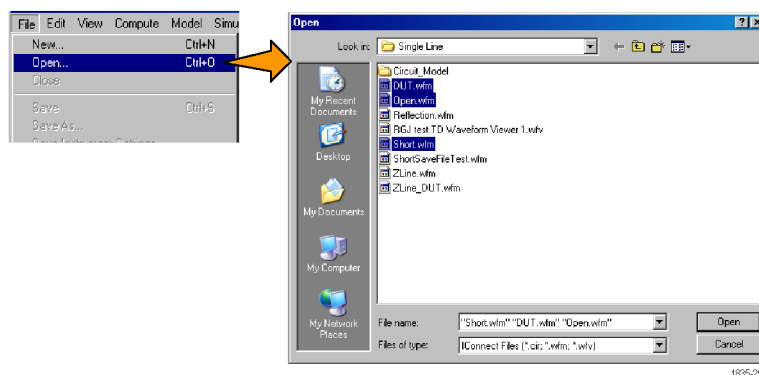 File Edit View Compute Model Simu
New... Ctrl+N
Open... Ctrl+O
Close
Save Ctrl+S
Save As...
Open
Look in: Single Line
My Recent Documents
Desktop
My Documents
My Computer
My Network Places
Circuit_Model
DUT.wfm
Open.wfm
Reflection.wfm
RGJ test TD Waveform Viewer 1.wfv
Short.wfm
ShortSaveFileTest.wfm
ZLine.wfm
ZLine_DUT.wfm
File name: "Short.wfm" "DUT.wfm" "Open.wfm" Open
Files of type: IConnect Files (*.cir; *.wfm; *.wfv) Cancel